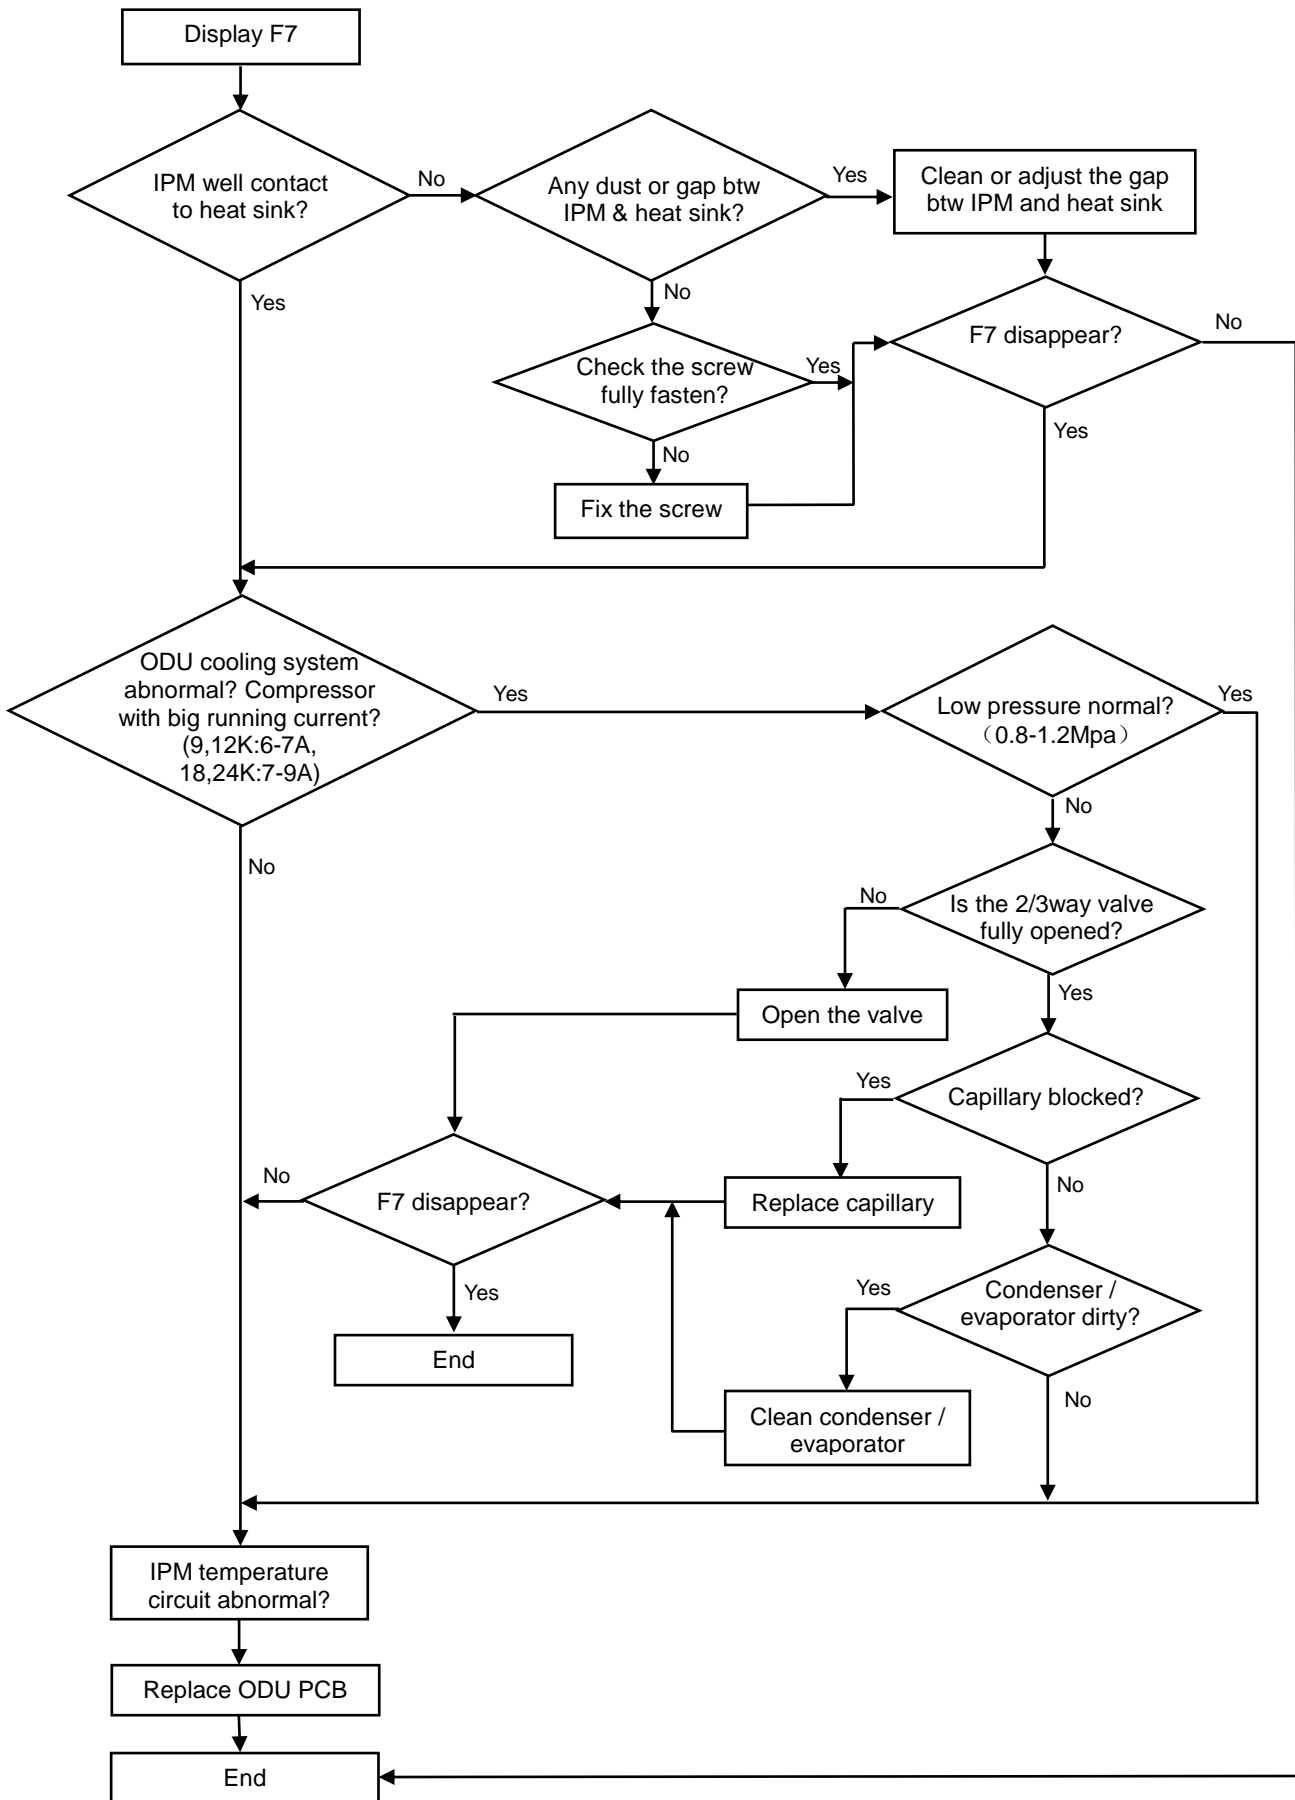 Display F7
IPM well contact
to heat sink?
No
Any dust or gap btw
IPM & heat sink?
Yes
Clean or adjust the gap
btw IPM and heat sink
Yes
No
F7 disappear?
No
Check the screw
fully fasten?
Yes
Yes
No
Fix the screw
ODU cooling system
abnormal? Compressor
with big running current?
(9,12K:6-7A,
18,24K:7-9A)
Yes
Low pressure normal?
（0.8-1.2Mpa）
Yes
No
No
No
Is the 2/3way valve
fully opened?
Yes
Open the valve
Yes
Capillary blocked?
No
F7 disappear?
Replace capillary
No
Yes
Yes
Condenser /
evaporator dirty?
End
No
Clean condenser /
evaporator
IPM temperature
circuit abnormal?
Replace ODU PCB
End